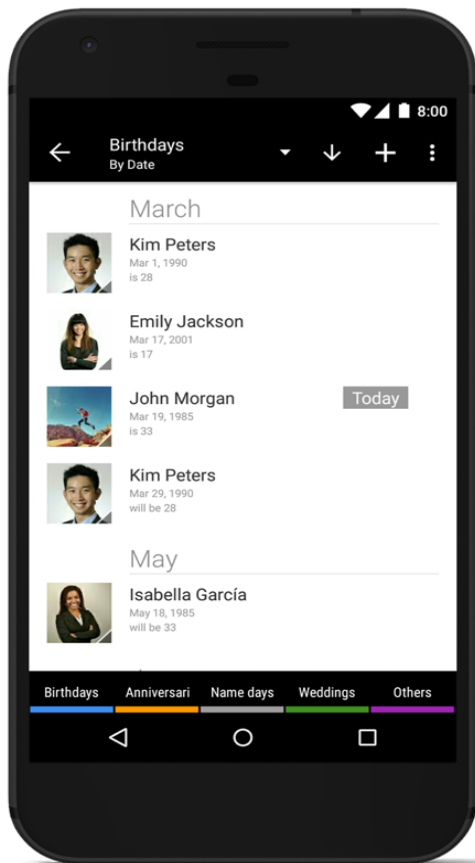 8:00
Birthdays
By Date
March
Kim Peters
Mar 1, 1990
is 28
Emily Jackson
Mar 17, 2001
is 17
John Morgan
Today
Mar 19, 1985
is 33
Kim Peters
Mar 29, 1990
will be 28
May
Isabella García
May 18, 1985
will be 33
Birthdays Anniversari Name days Weddings Others